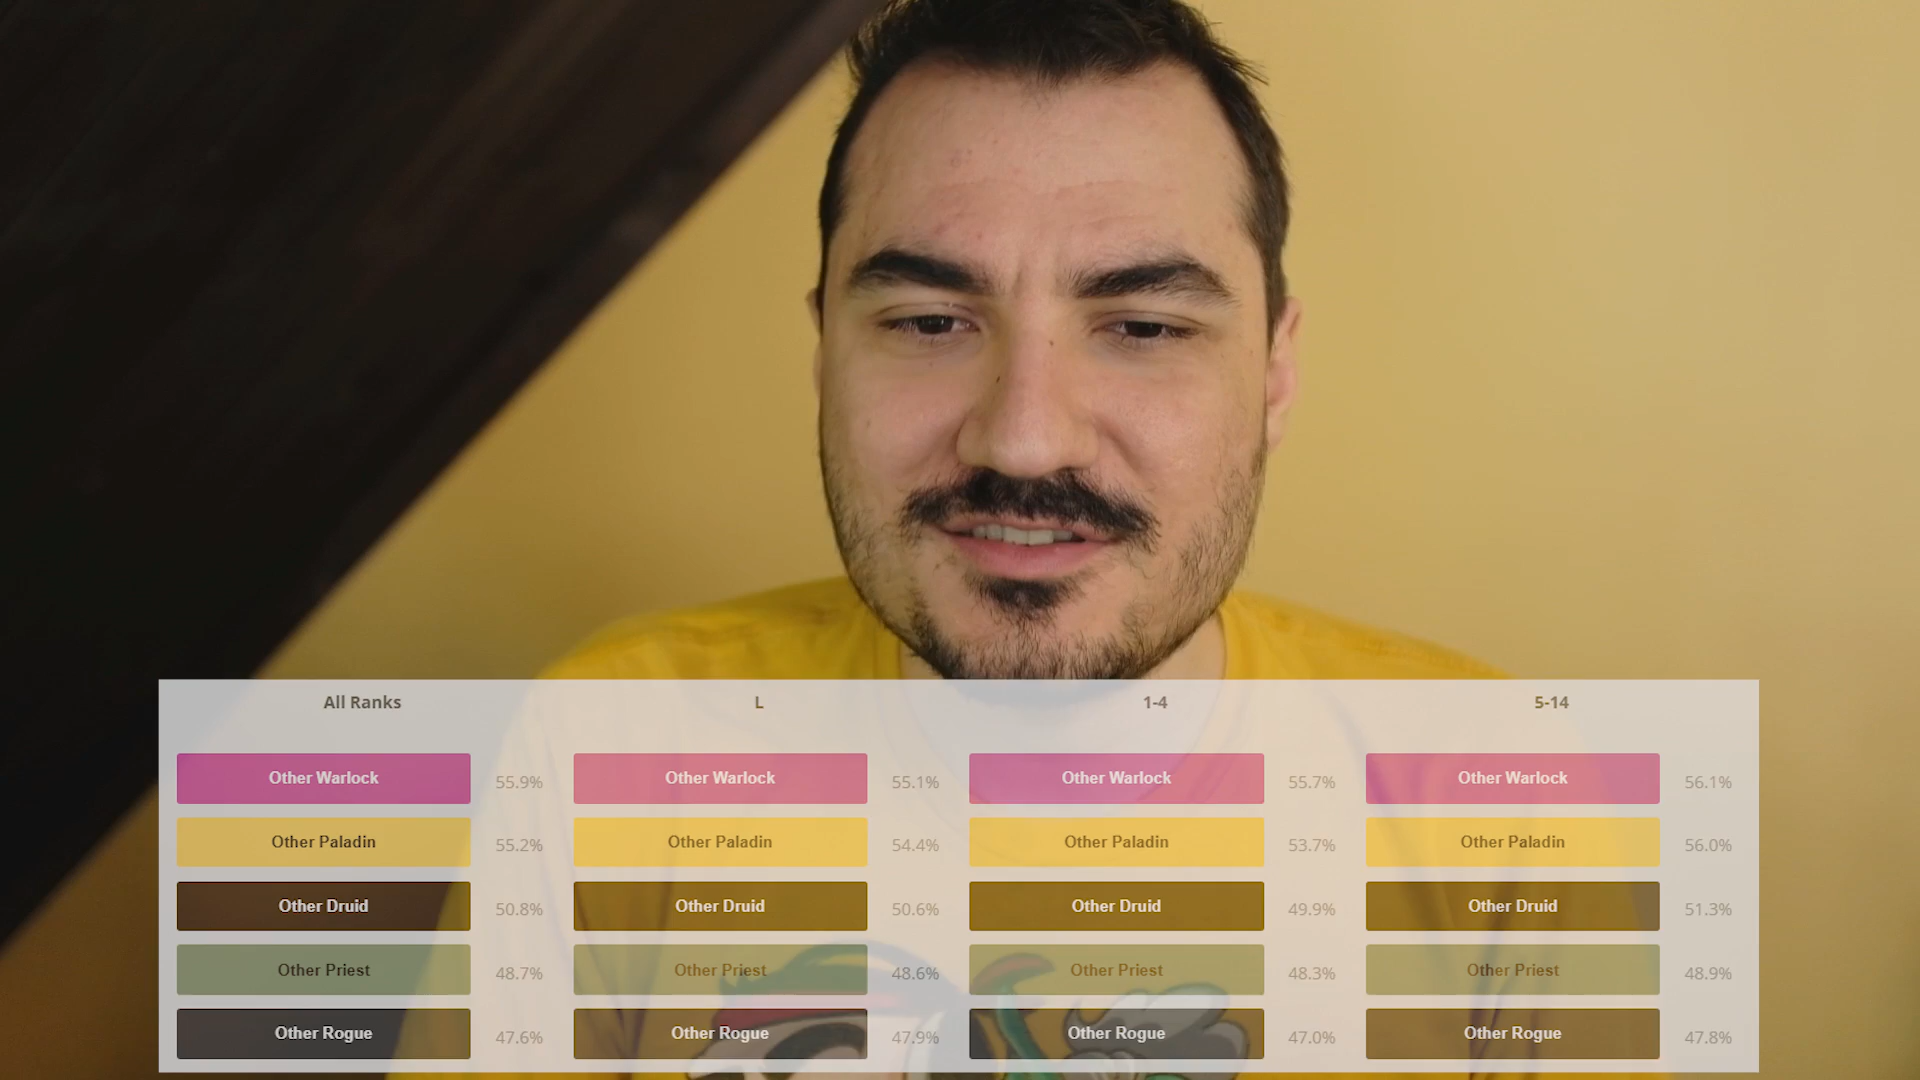 All Ranks L 1-4 5-14
Other Warlock 55.9% Other Warlock 55.1% Other Warlock 55.7% Other Warlock 56.1%
Other Paladin 55.2% Other Paladin 54.4% Other Paladin 53.7% Other Paladin 56.0%
Other Druid 50.8% Other Druid 50.6% Other Druid 49.9% Other Druid 51.3%
Other Priest 48.7% Other Priest 48.6% Other Priest 48.3% Other Priest 48.9%
Other Rogue 47.6% Other Rogue 47.9% Other Rogue 47.0% Other Rogue 47.8%